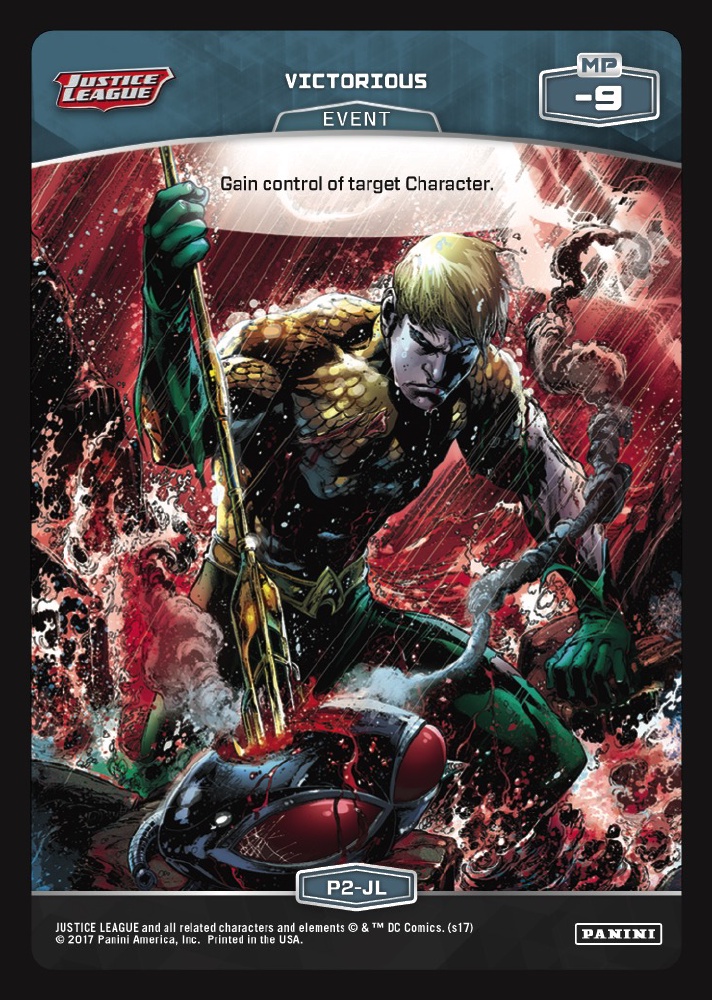 JUSTICE
LEAGUE
VICTORIOUS
MP
-9
EVENT
Gain control of target Character.
P2-JL
JUSTICE LEAGUE and all related characters and elements © & ™ DC Comics. (s17)
© 2017 Panini America, Inc. Printed in the USA.
PANINI